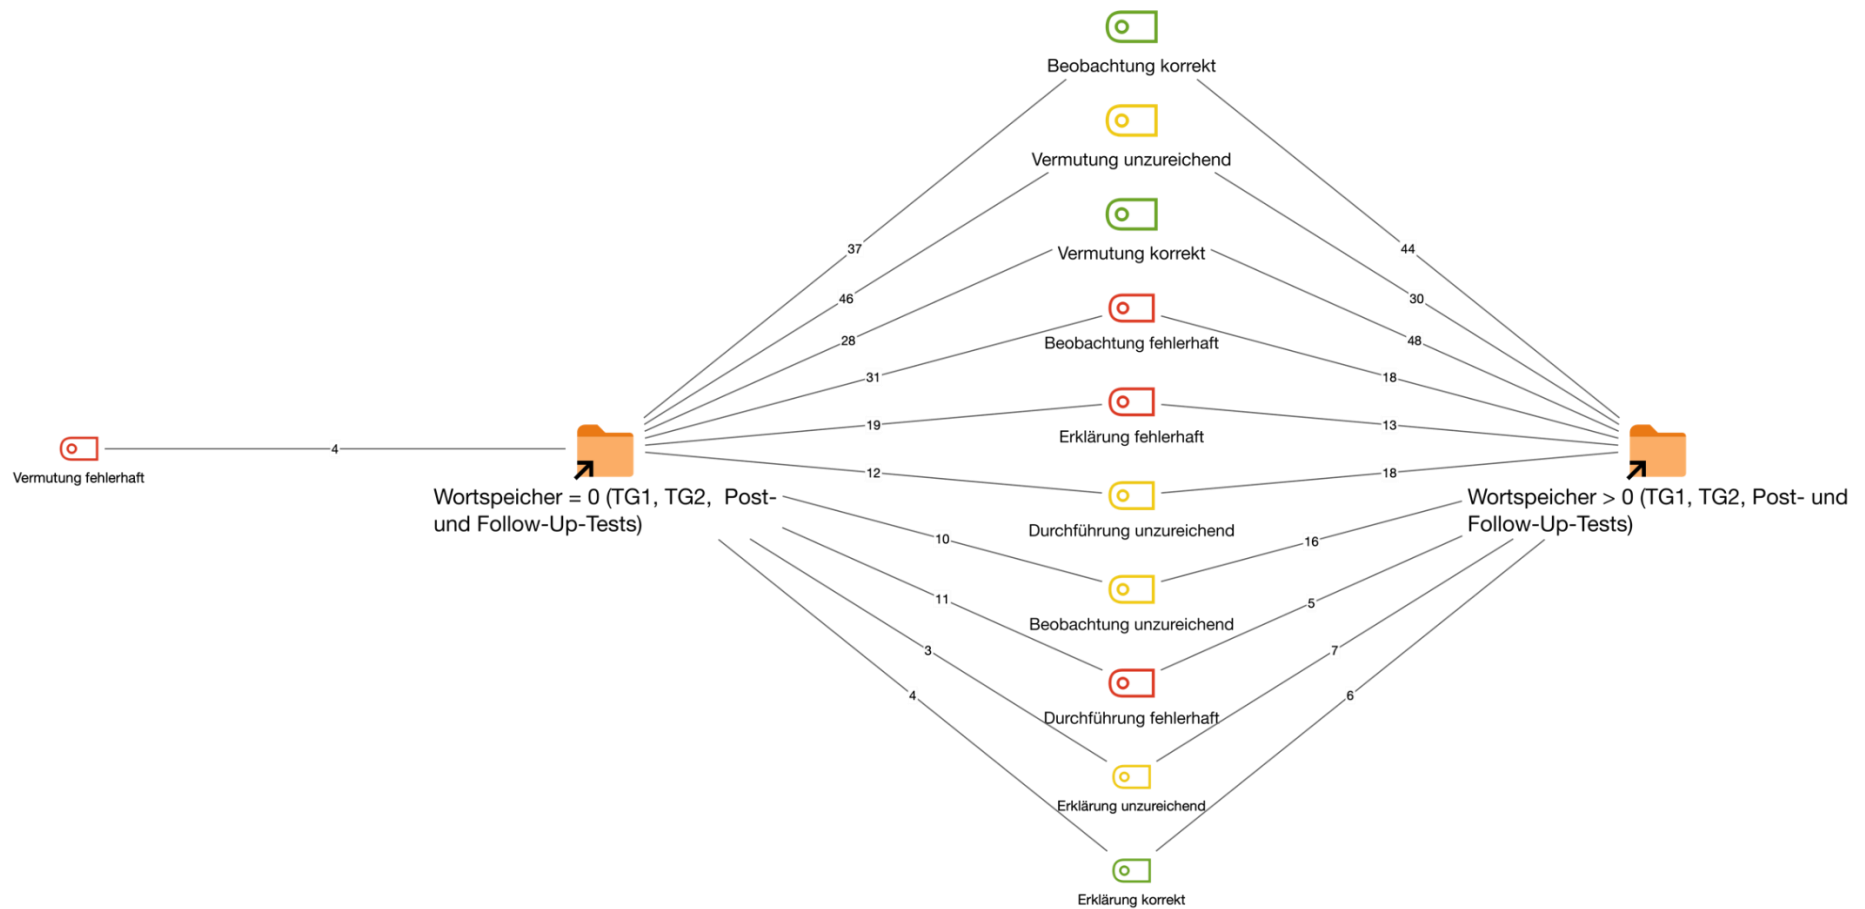 Beobachtung korrekt
Vermutung unzureichend
Vermutung korrekt
37
44
46
30
28
48
Beobachtung fehlerhaft
31
18
Erklärung fehlerhaft
19
13
4
Vermutung fehlerhaft
12
18
Wortspeicher = 0 (TG1, TG2, Post-
und Follow-Up-Tests)
Wortspeicher > 0 (TG1, TG2, Post- und
Follow-Up-Tests)
Durchführung unzureichend
10
16
Beobachtung unzureichend
11
5
3
7
Durchführung fehlerhaft
4
6
Erklärung unzureichend
Erklärung korrekt